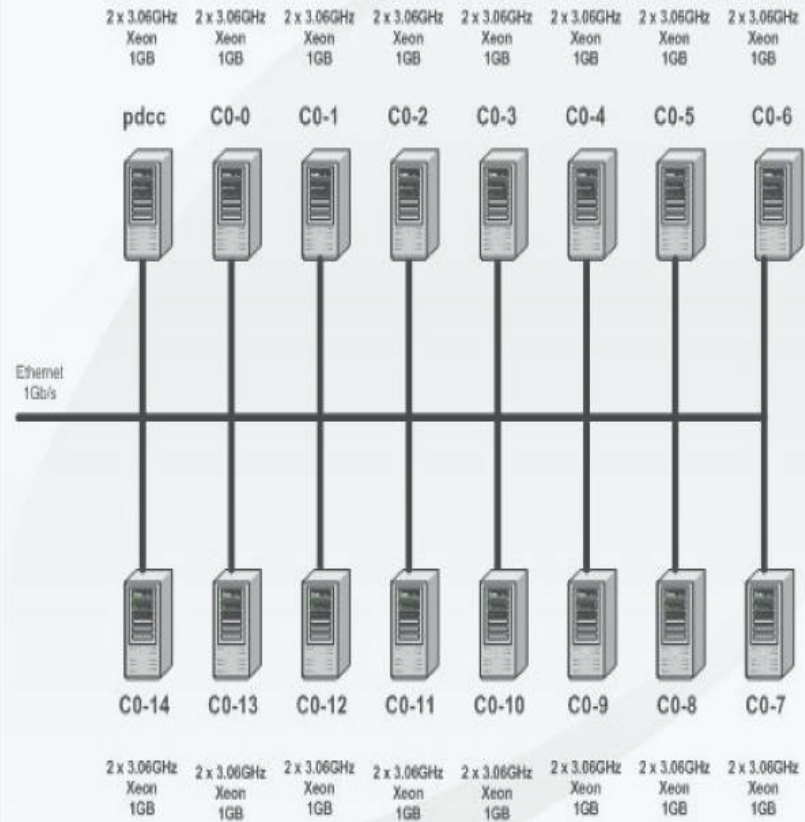 2 x 3.06GHz 2 x 3.06GHz 2 x 3.06GHz 2 x 3.06GHz 2 x 3.06GHz 2 x 3.06GHz 2 x 3.06GHz 2 x 3.06GHz
Xeon Xeon Xeon Xeon Xeon Xeon Xeon Xeon
1GB 1GB 1GB 1GB 1GB 1GB 1GB 1GB
pdcc C0-0 C0-1 C0-2 C0-3 C0-4 C0-5 C0-6
Ethernet
1Gb/s
C0-14 C0-13 C0-12 C0-11 C0-10 C0-9 C0-8 C0-7
2 x 3.06GHz 2 x 3.06GHz 2 x 3.06GHz 2 x 3.06GHz 2 x 3.06GHz 2 x 3.06GHz 2 x 3.06GHz 2 x 3.06GHz
Xeon Xeon Xeon Xeon Xeon Xeon Xeon Xeon
1GB 1GB 1GB 1GB 1GB 1GB 1GB 1GB